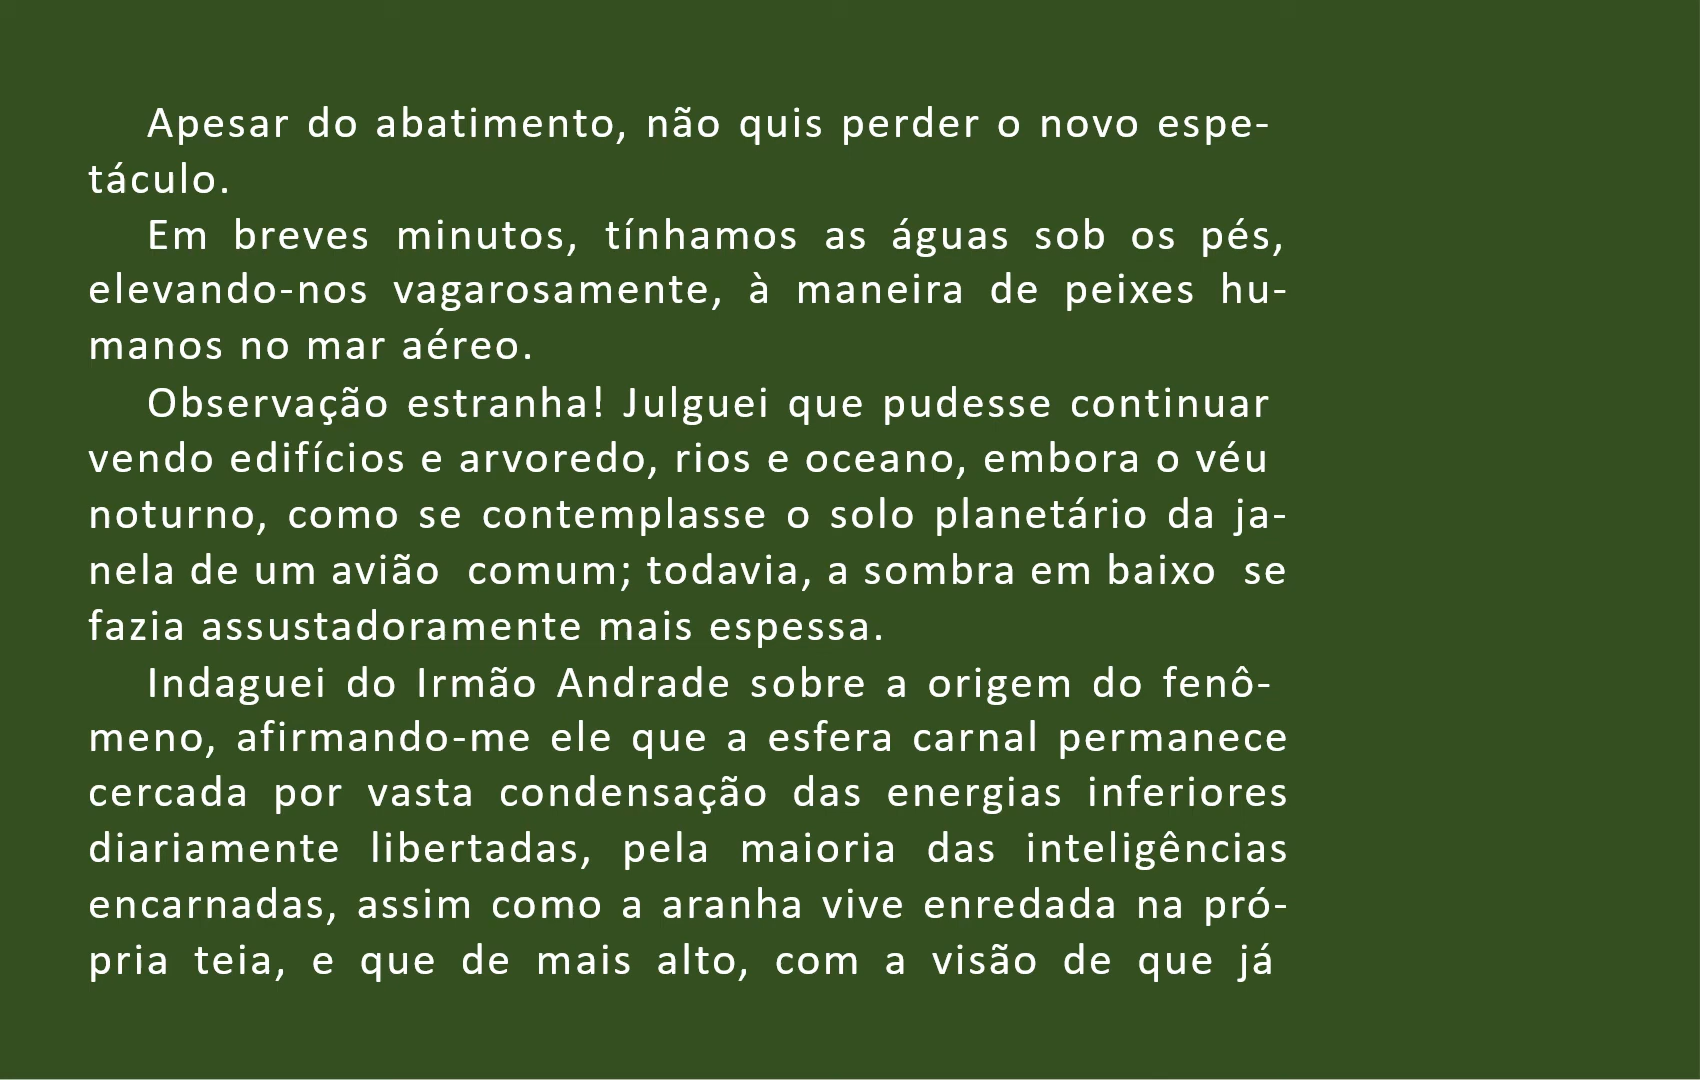 Apesar do abatimento, não quis perder o novo espe-
táculo.
Em breves minutos, tínhamos as águas sob os pés,
elevando-nos vagarosamente, à maneira de peixes hu-
manos no mar aéreo.
Observação estranha! Julguei que pudesse continuar
vendo edifícios e arvoredo, rios e oceano, embora o véu
noturno, como se contemplasse o solo planetário da ja-
nela de um avião comum; todavia, a sombra em baixo se
fazia assustadoramente mais espessa.
Indaguei do Irmão Andrade sobre a origem do fenô-
meno, afirmando-me ele que a esfera carnal permanece
cercada por vasta condensação das energias inferiores
diariamente libertadas, pela maioria das inteligências
encarnadas, assim como a aranha vive enredada na pró-
pria teia, e que de mais alto, com a visão de que já